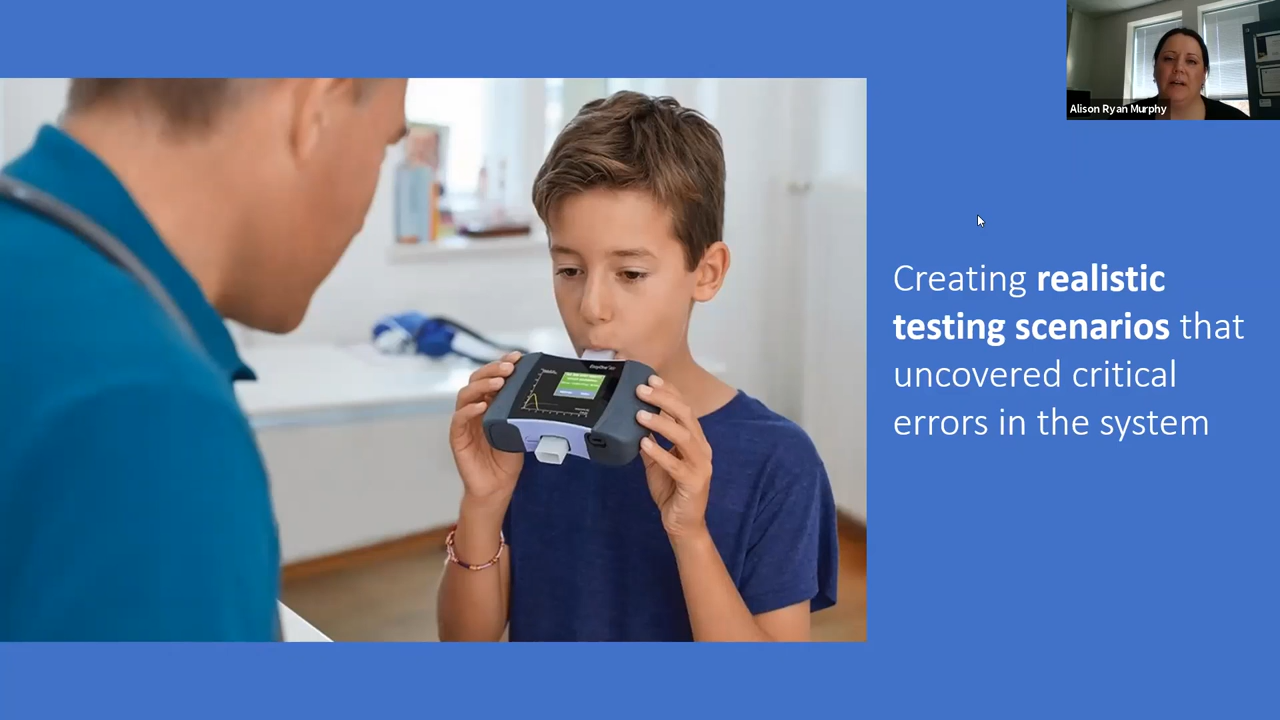 Alison Ryan Murphy
Creating realistic
testing scenarios that
uncovered critical
errors in the system